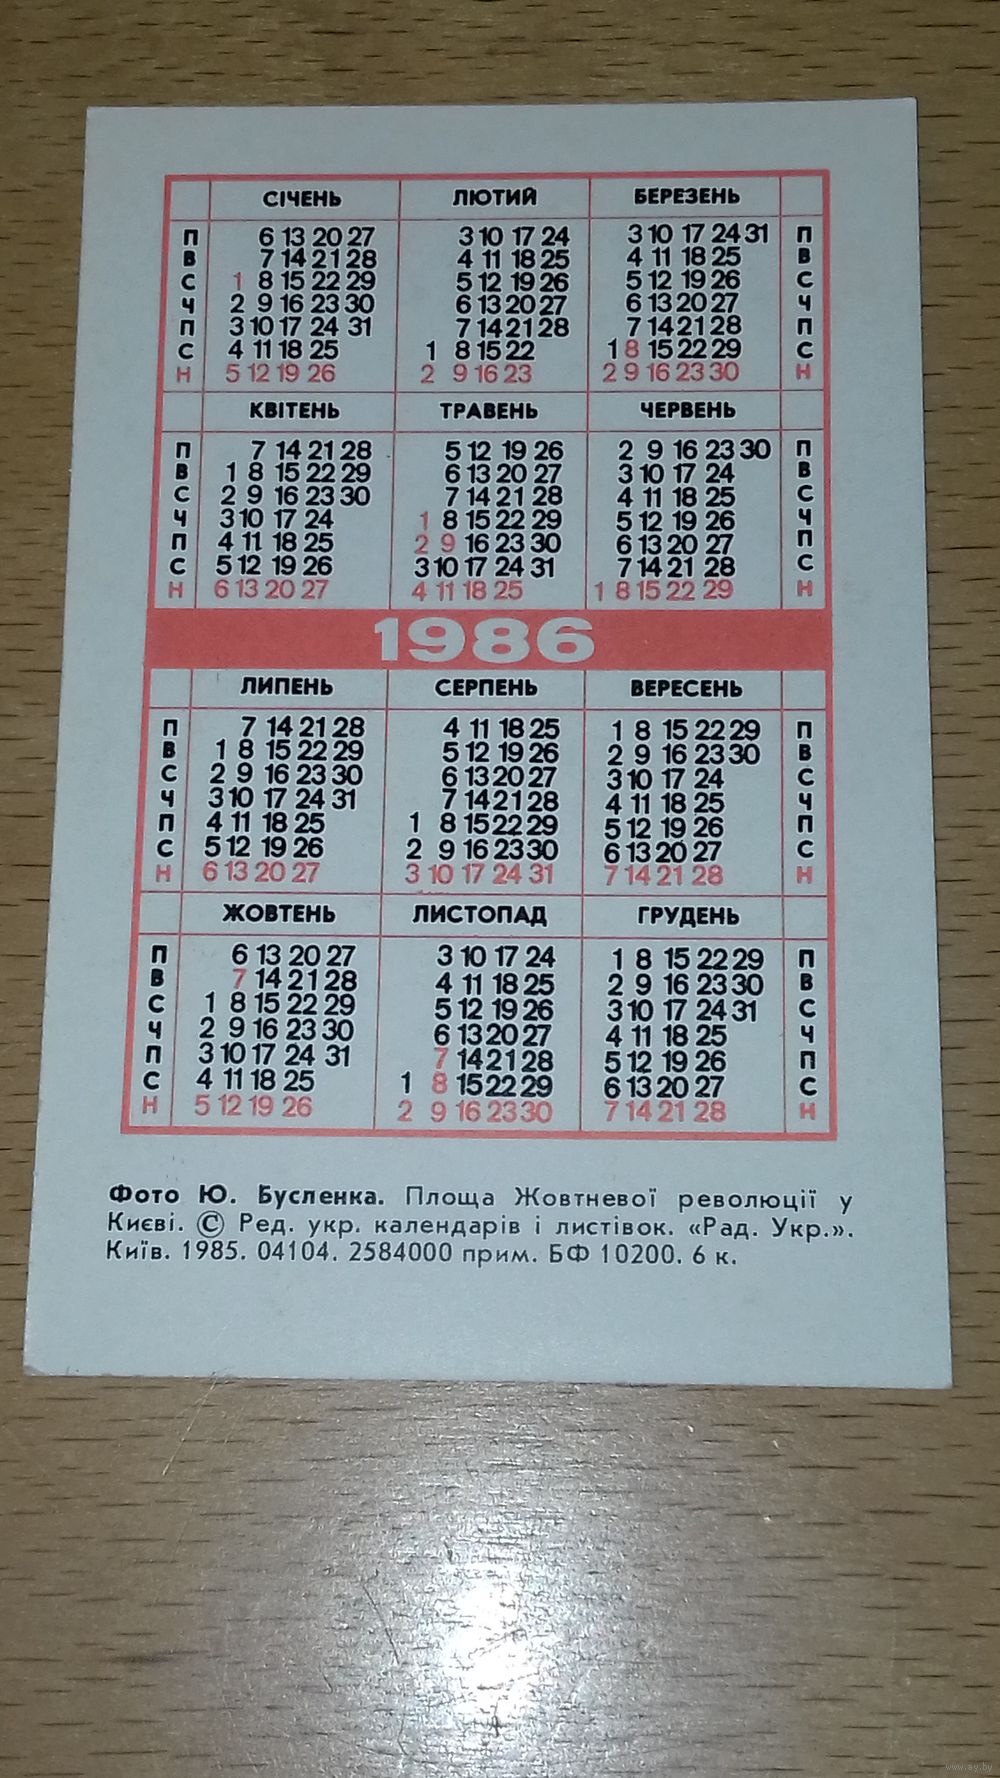 СІЧЕНЬ ЛЮТИЙ БЕРЕЗЕНЬ
П 6 13 20 27 3 10 17 24 3 10 17 24 31 П
В 7 14 21 28 4 11 18 25 4 11 18 25 В
С 1 8 15 22 29 5 12 19 26 5 12 19 26 С
Ч 2 9 16 23 30 6 13 20 27 6 13 20 27 Ч
П 3 10 17 24 31 7 14 21 28 7 14 21 28 П
С 4 11 18 25 1 8 15 22 1 8 15 22 29 С
Н 5 12 19 26 2 9 16 23 2 9 16 23 30 Н
КВІТЕНЬ ТРАВЕНЬ ЧЕРВЕНЬ
П 7 14 21 28 5 12 19 26 2 9 16 23 30 П
В 1 8 15 22 29 6 13 20 27 3 10 17 24 В
С 2 9 16 23 30 7 14 21 28 4 11 18 25 С
Ч 3 10 17 24 1 8 15 22 29 5 12 19 26 Ч
П 4 11 18 25 2 9 16 23 30 6 13 20 27 П
С 5 12 19 26 3 10 17 24 31 7 14 21 28 С
Н 6 13 20 27 4 11 18 25 1 8 15 22 29 Н
1986
ЛИПЕНЬ СЕРПЕНЬ ВЕРЕСЕНЬ
П 7 14 21 28 4 11 18 25 1 8 15 22 29 П
В 1 8 15 22 29 5 12 19 26 2 9 16 23 30 В
С 2 9 16 23 30 6 13 20 27 3 10 17 24 С
Ч 3 10 17 24 31 7 14 21 28 4 11 18 25 Ч
П 4 11 18 25 1 8 15 22 29 5 12 19 26 П
С 5 12 19 26 2 9 16 23 30 6 13 20 27 С
Н 6 13 20 27 3 10 17 24 31 7 14 21 28 Н
ЖОВТЕНЬ ЛИСТОПАД ГРУДЕНЬ
П 6 13 20 27 3 10 17 24 1 8 15 22 29 П
В 7 14 21 28 4 11 18 25 2 9 16 23 30 В
С 1 8 15 22 29 5 12 19 26 3 10 17 24 31 С
Ч 2 9 16 23 30 6 13 20 27 4 11 18 25 Ч
П 3 10 17 24 31 7 14 21 28 5 12 19 26 П
С 4 11 18 25 1 8 15 22 29 6 13 20 27 С
Н 5 12 19 26 2 9 16 23 30 7 14 21 28 Н
Фото Ю. Бусленка. Площа Жовтневої революції у
Києві. © Ред. укр. календарів і листівок. «Рад. Укр.».
Київ. 1985. 04104. 2584000 прим. БФ 10200. 6 к.
www.ay.by